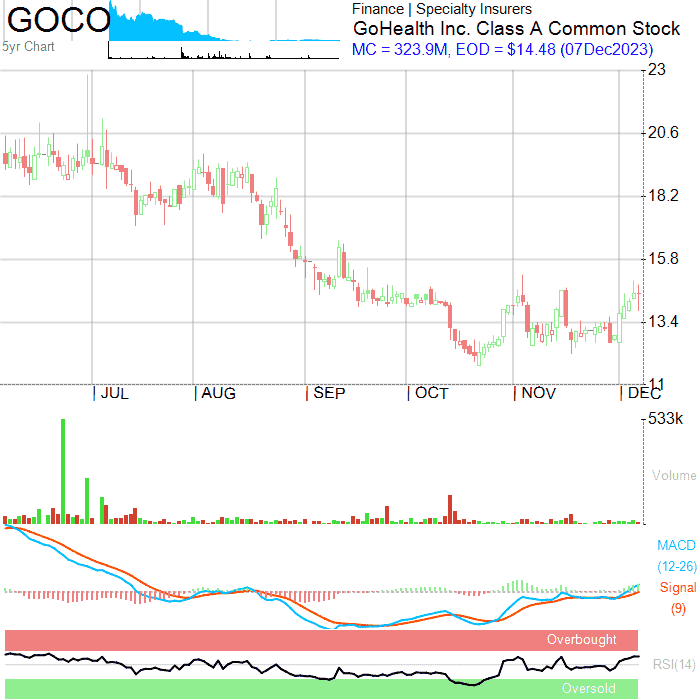 GOCO
5yr Chart
Finance | Specialty Insurers
GoHealth Inc. Class A Common Stock
MC = 323.9M, EOD = $14.48 (07Dec2023)
23
20.6
18.2
15.8
13.4
11
JUL AUG SEP OCT NOV DEC
533k
Volume
MACD
(12-26)
Signal
(9)
Overbought
RSI(14)
Oversold